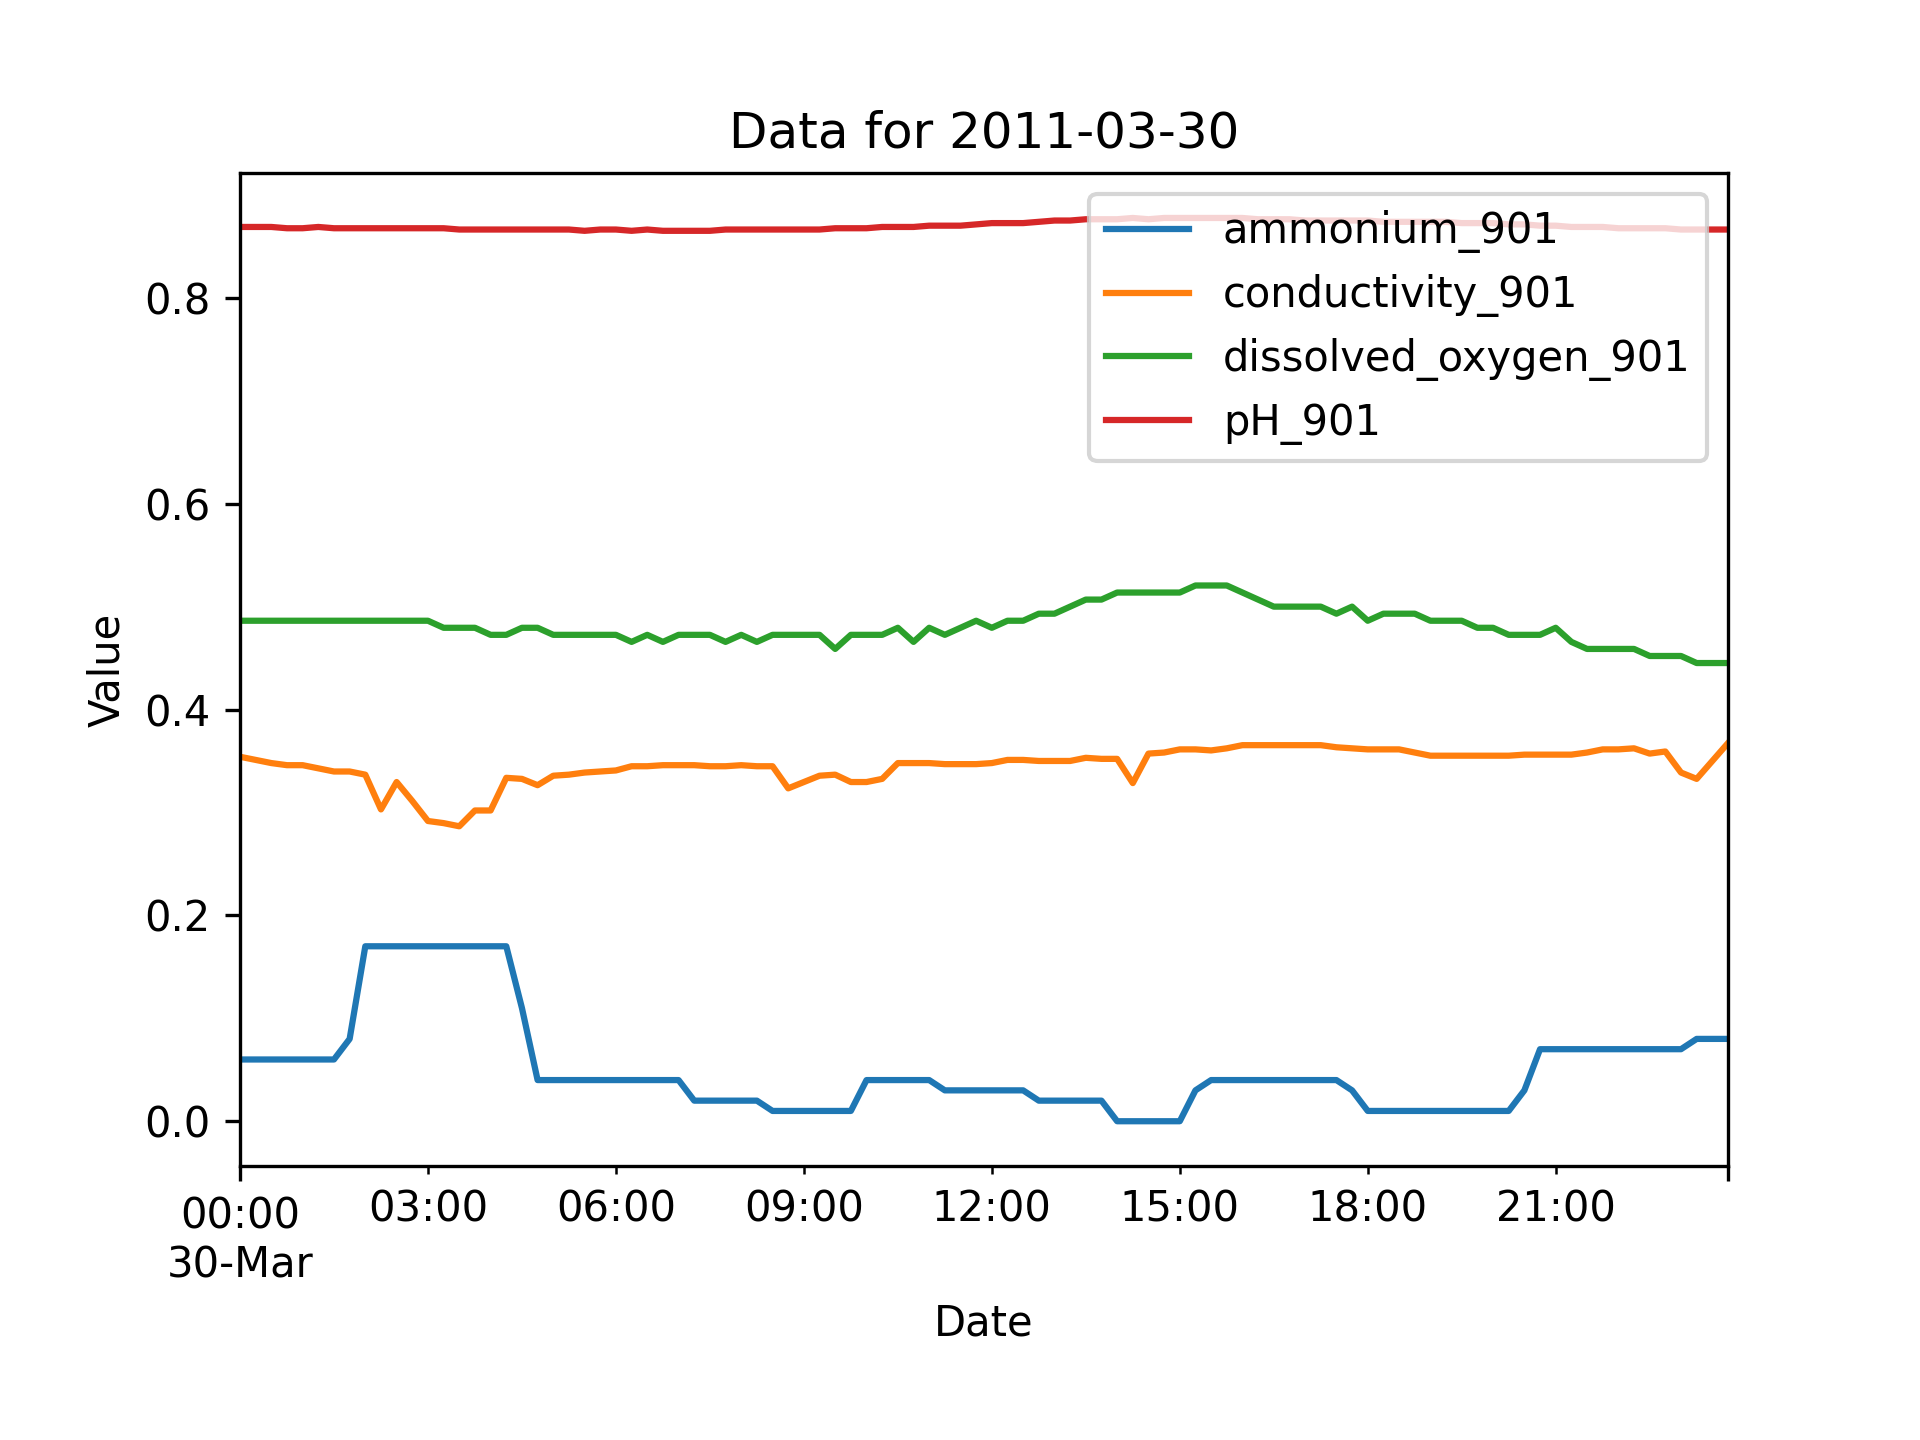 Data for 2011-03-30
ammonium_901
conductivity_901
dissolved_oxygen_901
pH_901
Value
0.8
0.6
0.4
0.2
0.0
00:00 03:00 06:00 09:00 12:00 15:00 18:00 21:00
30-Mar
Date